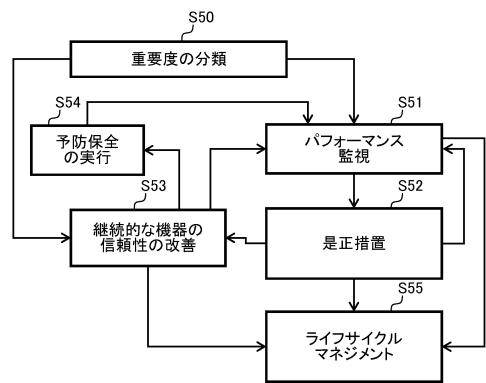 S50
重要度の分類
S54
予防保全
の実行
S51
パフォーマンス
監視
S53
継続的な機器の
信頼性の改善
S52
是正措置
S55
ライフサイクル
マネジメント